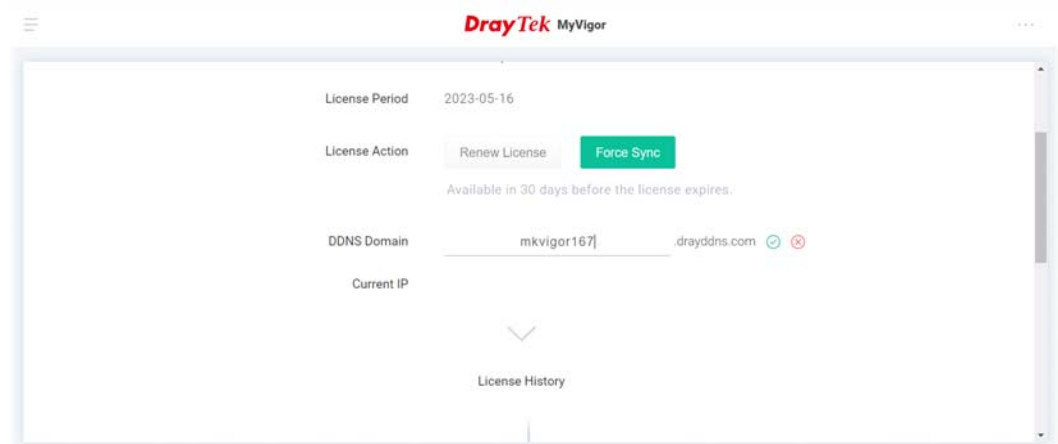 DrayTek MyVigor
License Period 2023-05-16
License Action Renew License Force Sync
Available in 30 days before the license expires.
DDNS Domain mkvigor167 .drayddns.com
Current IP
License History